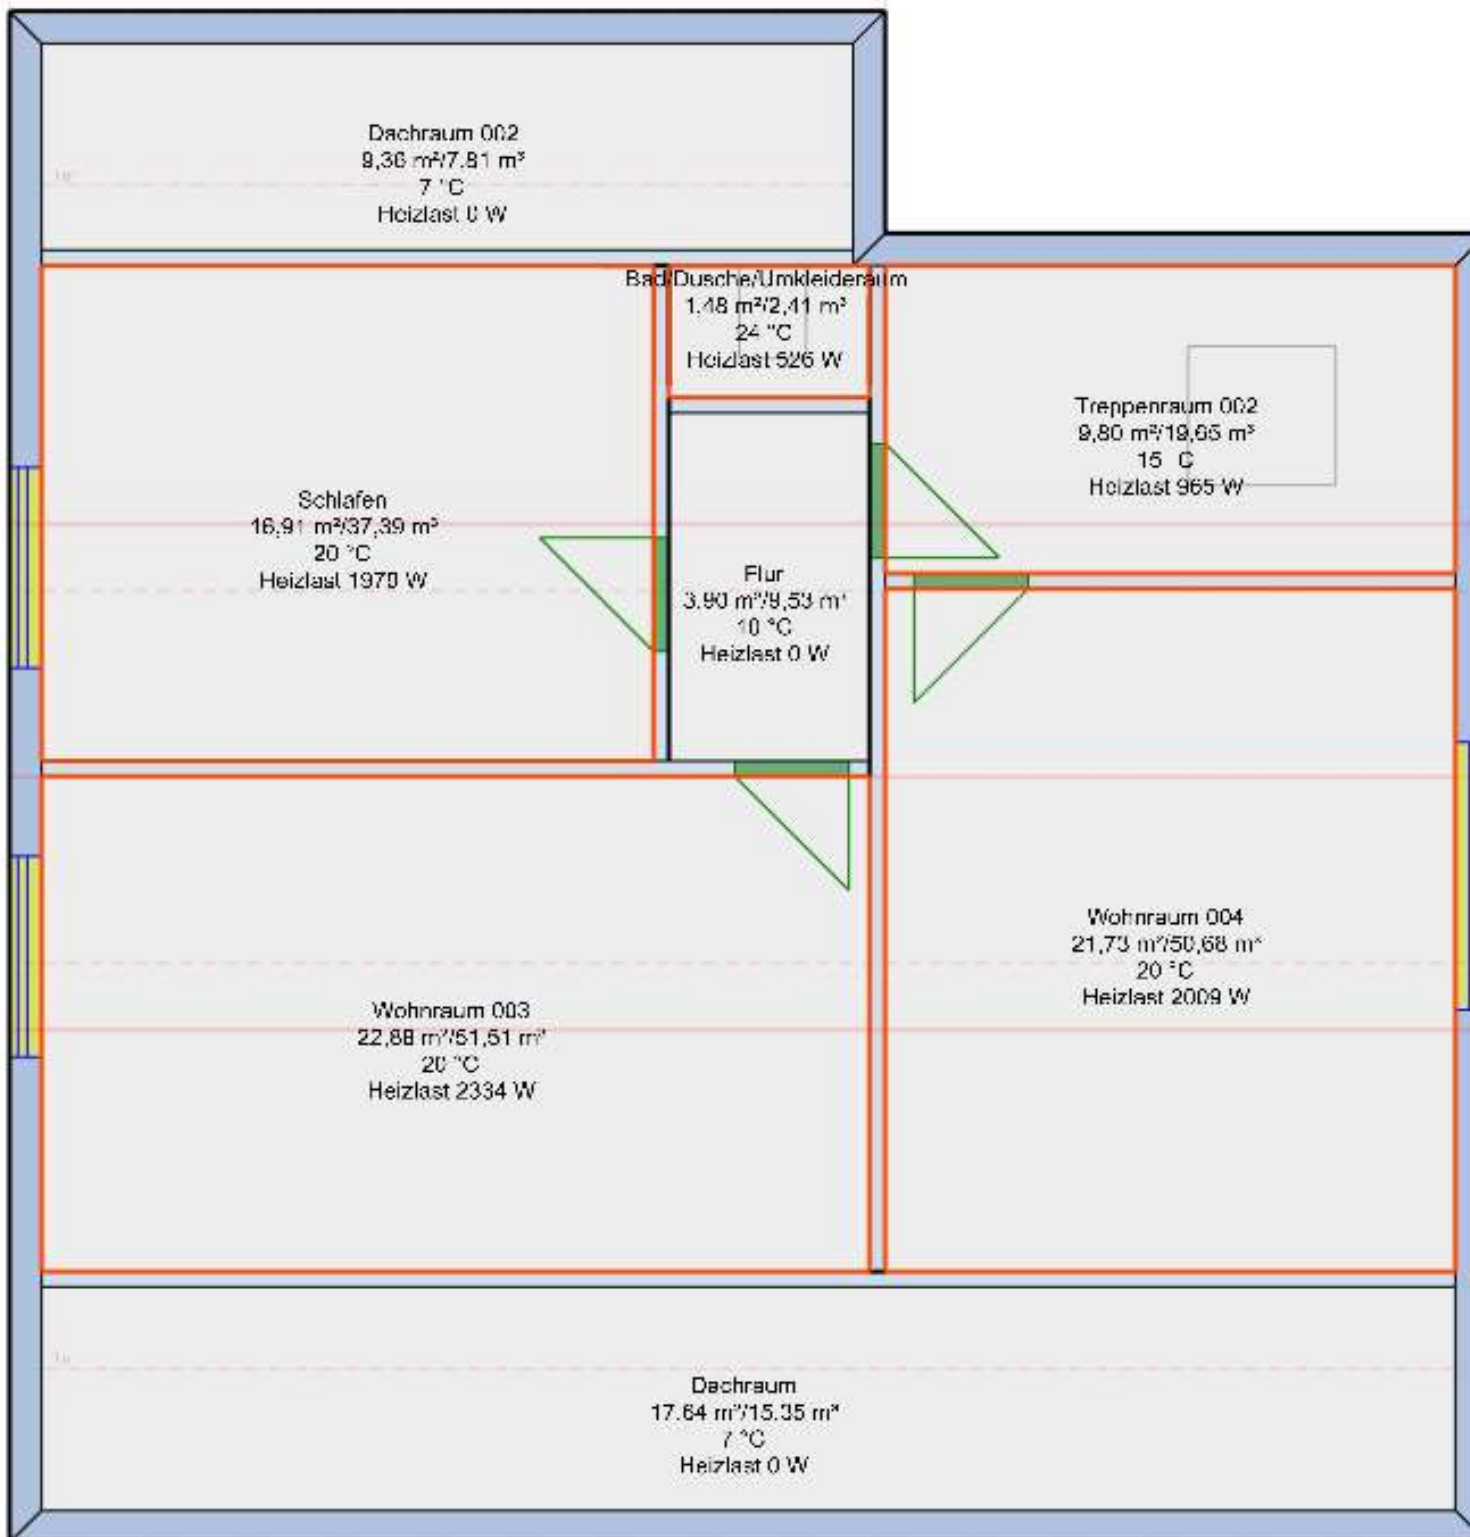 Dachraum 002
9,36 m²/7.81 m³
7 °C
Heizlast 0 W
Bad/Dusche/Umkleideraum
1.48 m²/2,41 m³
24 °C
Heizlast 526 W
Treppenraum 002
9,80 m²/19,65 m³
15 °C
Heizlast 965 W
Schlafen
16,91 m²/37,39 m³
20 °C
Heizlast 1970 W
Flur
3.90 m²/9,53 m³
10 °C
Heizlast 0 W
Wohnraum 004
21,73 m²/50,68 m³
20 °C
Heizlast 2009 W
Wohnraum 003
22,88 m²/51,51 m³
20 °C
Heizlast 2334 W
Dachraum
17.64 m²/15.35 m³
7 °C
Heizlast 0 W